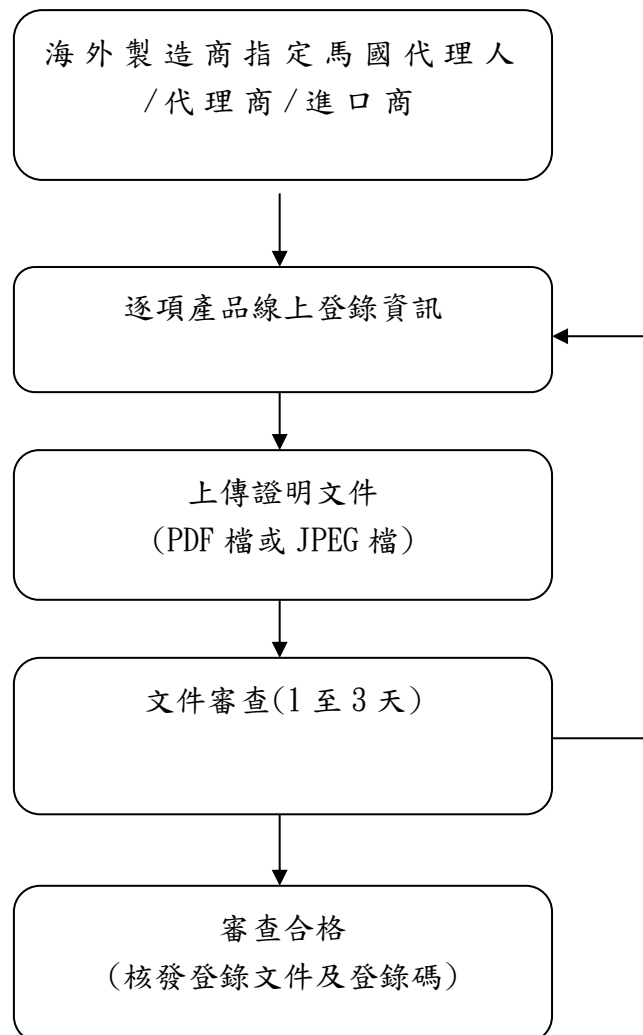 海外製造商指定馬國代理人
/代理商/進口商
逐項產品線上登錄資訊
上傳證明文件
(PDF 檔或 JPEG 檔)
文件審查(1 至 3 天)
審查合格
(核發登錄文件及登錄碼)